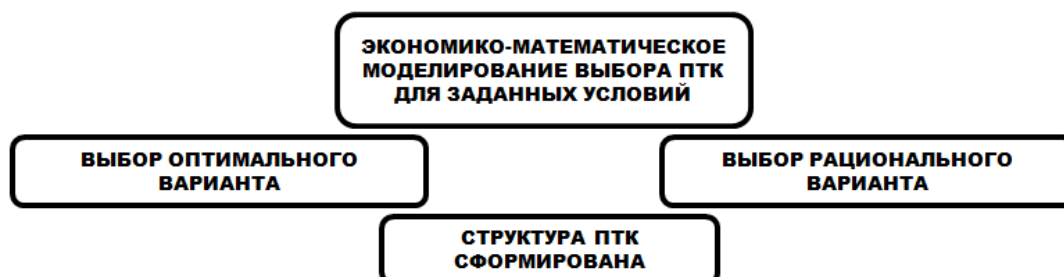 ЭКОНОМИКО-МАТЕМАТИЧЕСКОЕ
МОДЕЛИРОВАНИЕ ВЫБОРА ПТК
ДЛЯ ЗАДАННЫХ УСЛОВИЙ
ВЫБОР ОПТИМАЛЬНОГО
ВАРИАНТА
ВЫБОР РАЦИОНАЛЬНОГО
ВАРИАНТА
СТРУКТУРА ПТК
СФОРМИРОВАНА